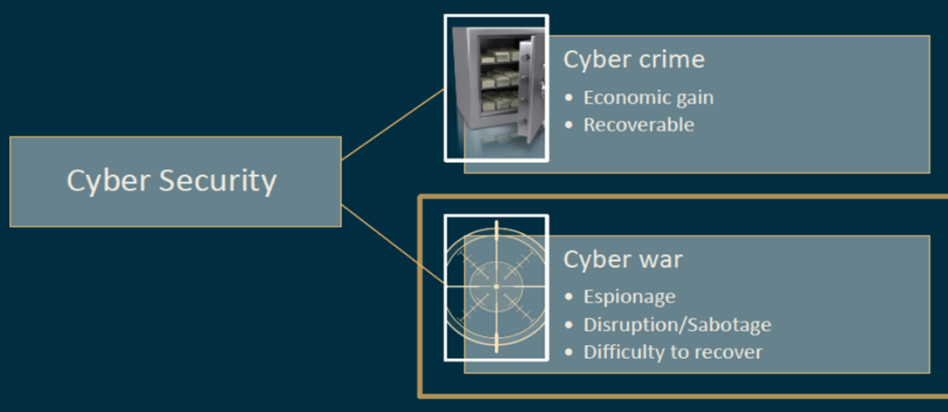 Cyber Security
Cyber crime
• Economic gain
• Recoverable
Cyber war
• Espionage
• Disruption/Sabotage
• Difficulty to recover